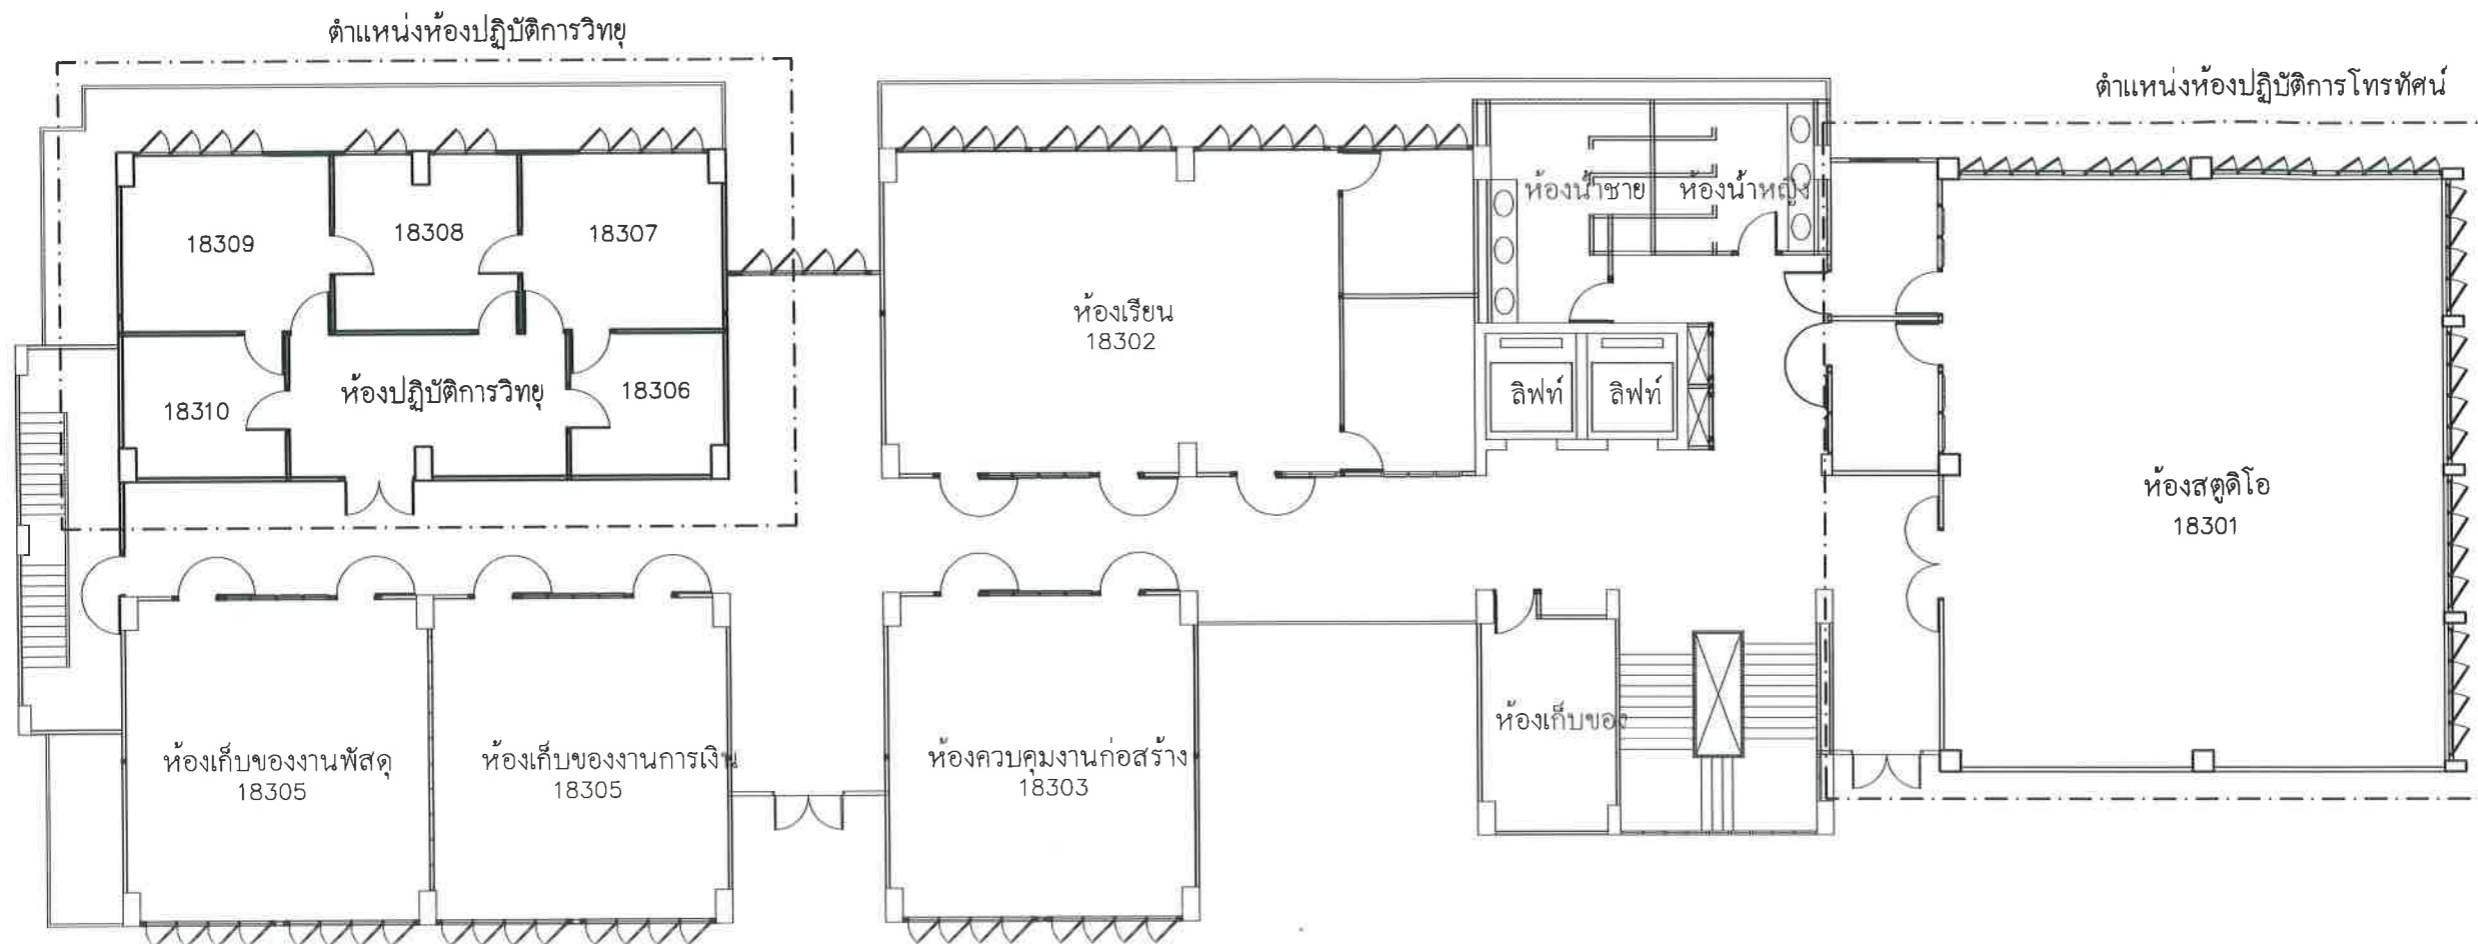 ตำแหน่งห้องปฏิบัติการวิทยุ
ตำแหน่งห้องปฏิบัติการโทรทัศน์
18309
18308
18307
ห้องน้ำชาย
ห้องน้ำหญิง
ห้องเรียน
18302
18310
ห้องปฏิบัติการวิทยุ
18306
ลิฟท์
ลิฟท์
ห้องสตูดิโอ
18301
ห้องเก็บของ
ห้องเก็บของงานพัสดุ
18305
ห้องเก็บของงานการเงิน
18305
ห้องควบคุมงานก่อสร้าง
18303